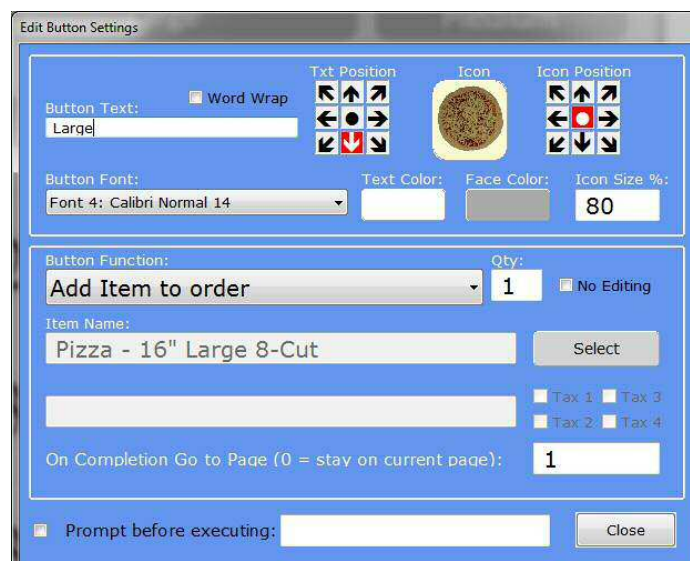 Edit Button Settings
Txt Position Icon Icon Position
Word Wrap
Button Text:
Large
Button Font: Text Color: Face Color: Icon Size %:
Font 4: Calibri Normal 14 80
Button Function: Qty:
Add Item to order 1 No Editing
Item Name:
Pizza - 16" Large 8-Cut Select
Tax 1 Tax 3
Tax 2 Tax 4
On Completion Go to Page (0 = stay on current page): 1
Prompt before executing: Close